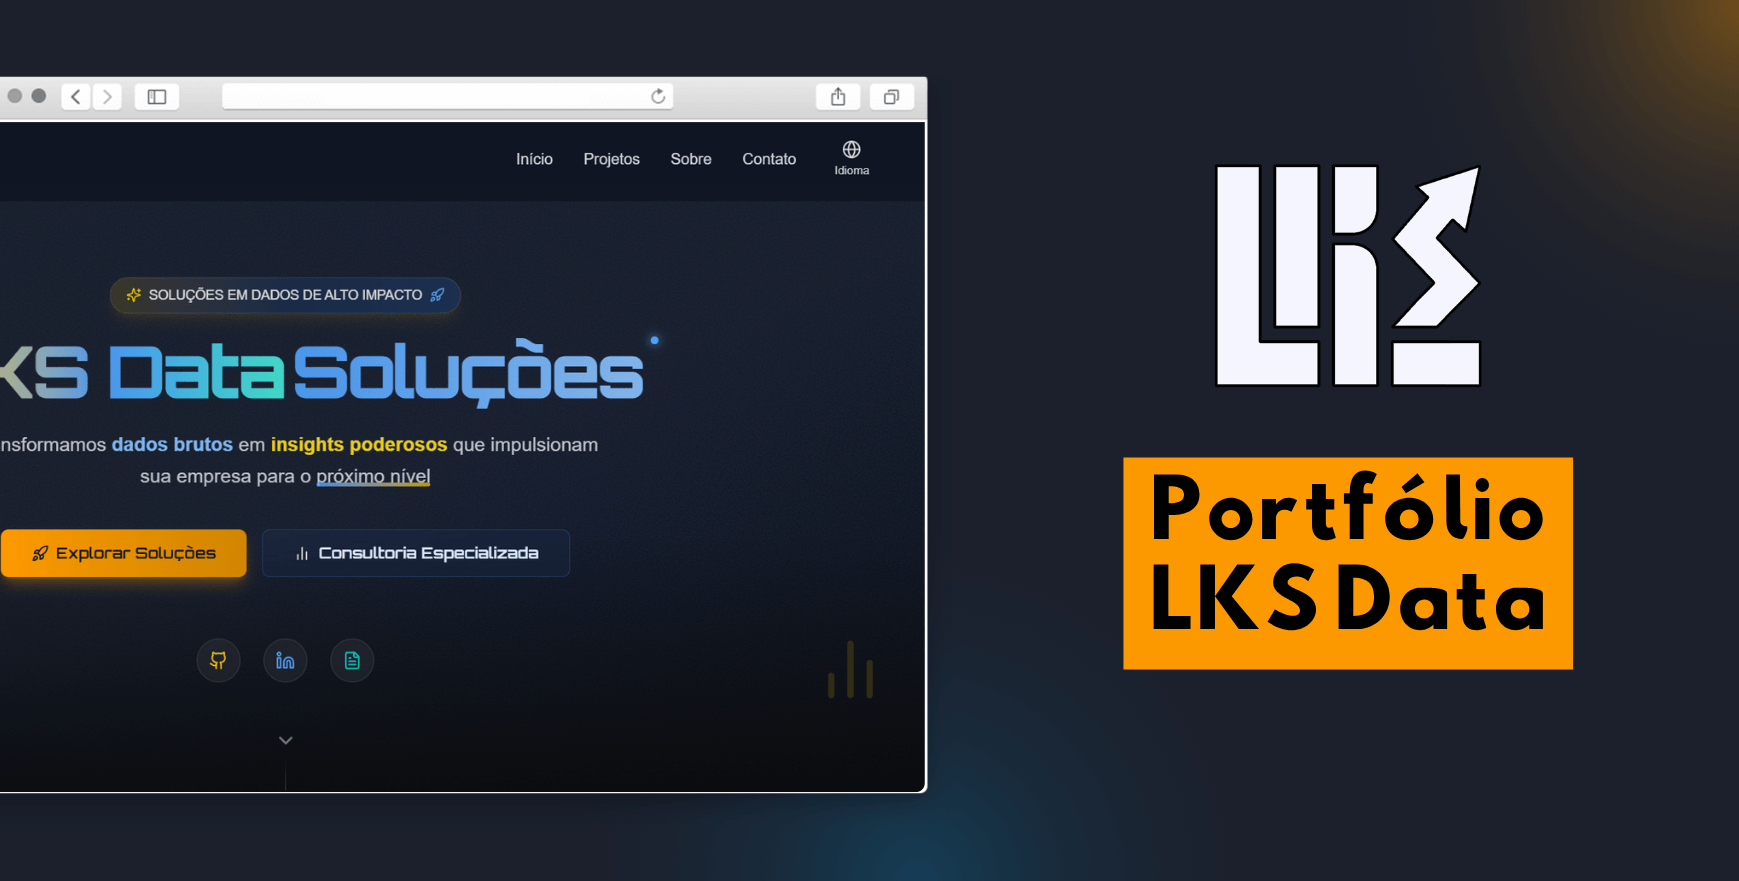 Início Projetos Sobre Contato
Idioma
SOLUÇÕES EM DADOS DE ALTO IMPACTO
KS Data Soluções
nsformamos dados brutos em insights poderosos que impulsionam
sua empresa para o próximo nível
Explorar Soluções
Consultoria Especializada
in
LKS
Portfólio
LKS Data